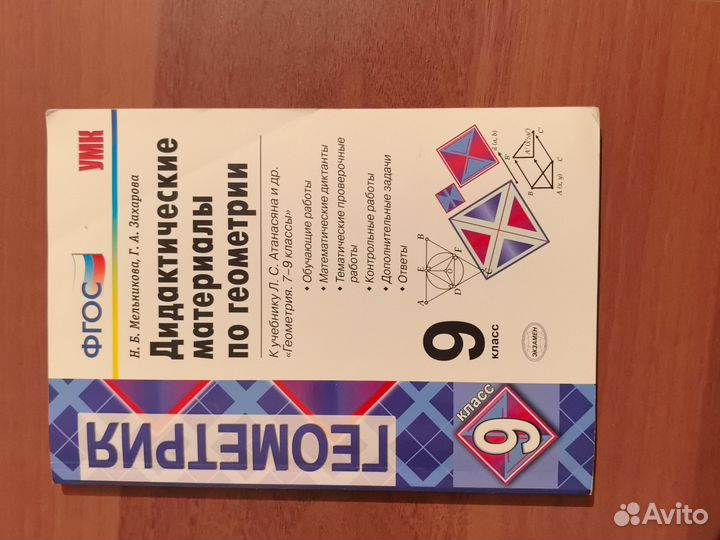 ГЕОМЕТРИЯ
9
класс
ФГОС
УМК
Н. Б. Мельникова, Г. А. Захарова
Дидактические
материалы
по геометрии
К учебнику Л. С. Атанасяна и др.
«Геометрия. 7–9 классы»
• Обучающие работы
• Математические диктанты
• Тематические проверочные
работы
• Контрольные работы
• Дополнительные задачи
• Ответы
9
класс
ЭКЗАМЕН
A
E
B
D
O
F
C
a (a, b)
B'
A' (x', y')
C'
B
C
A (x, y)
Avito